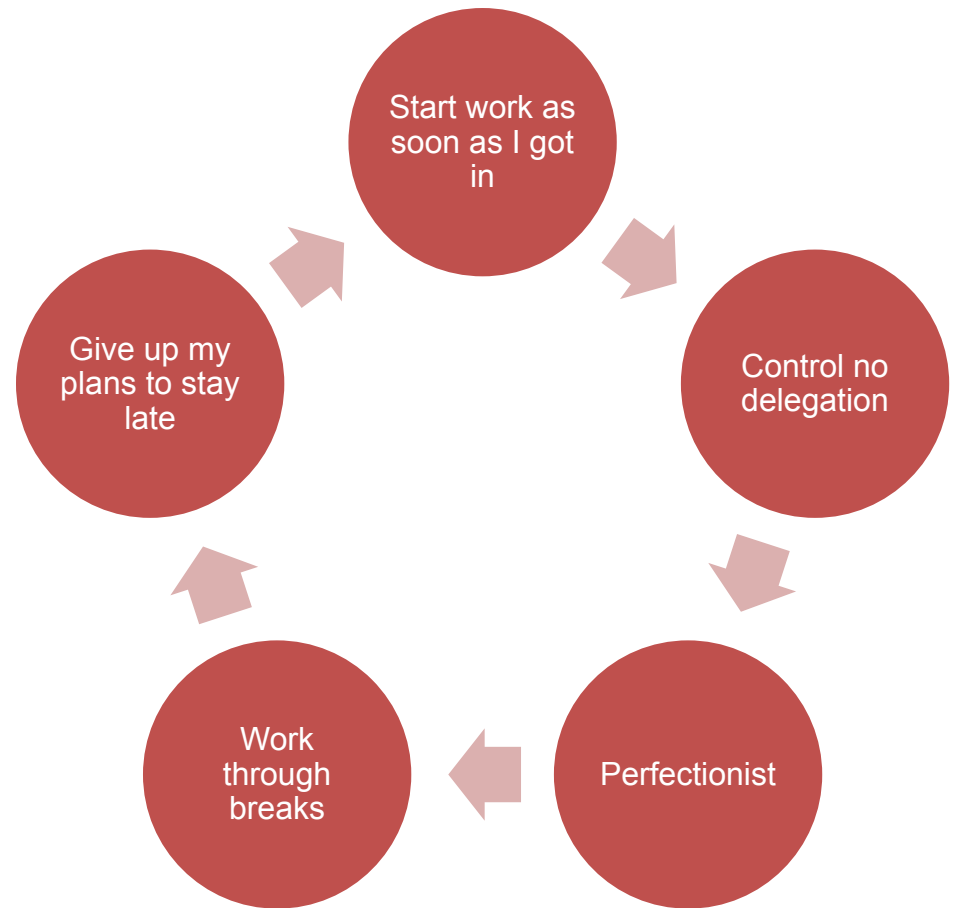 Start work as
soon as I got
in
Control no
delegation
Perfectionist
Work
through
breaks
Give up my
plans to stay
late